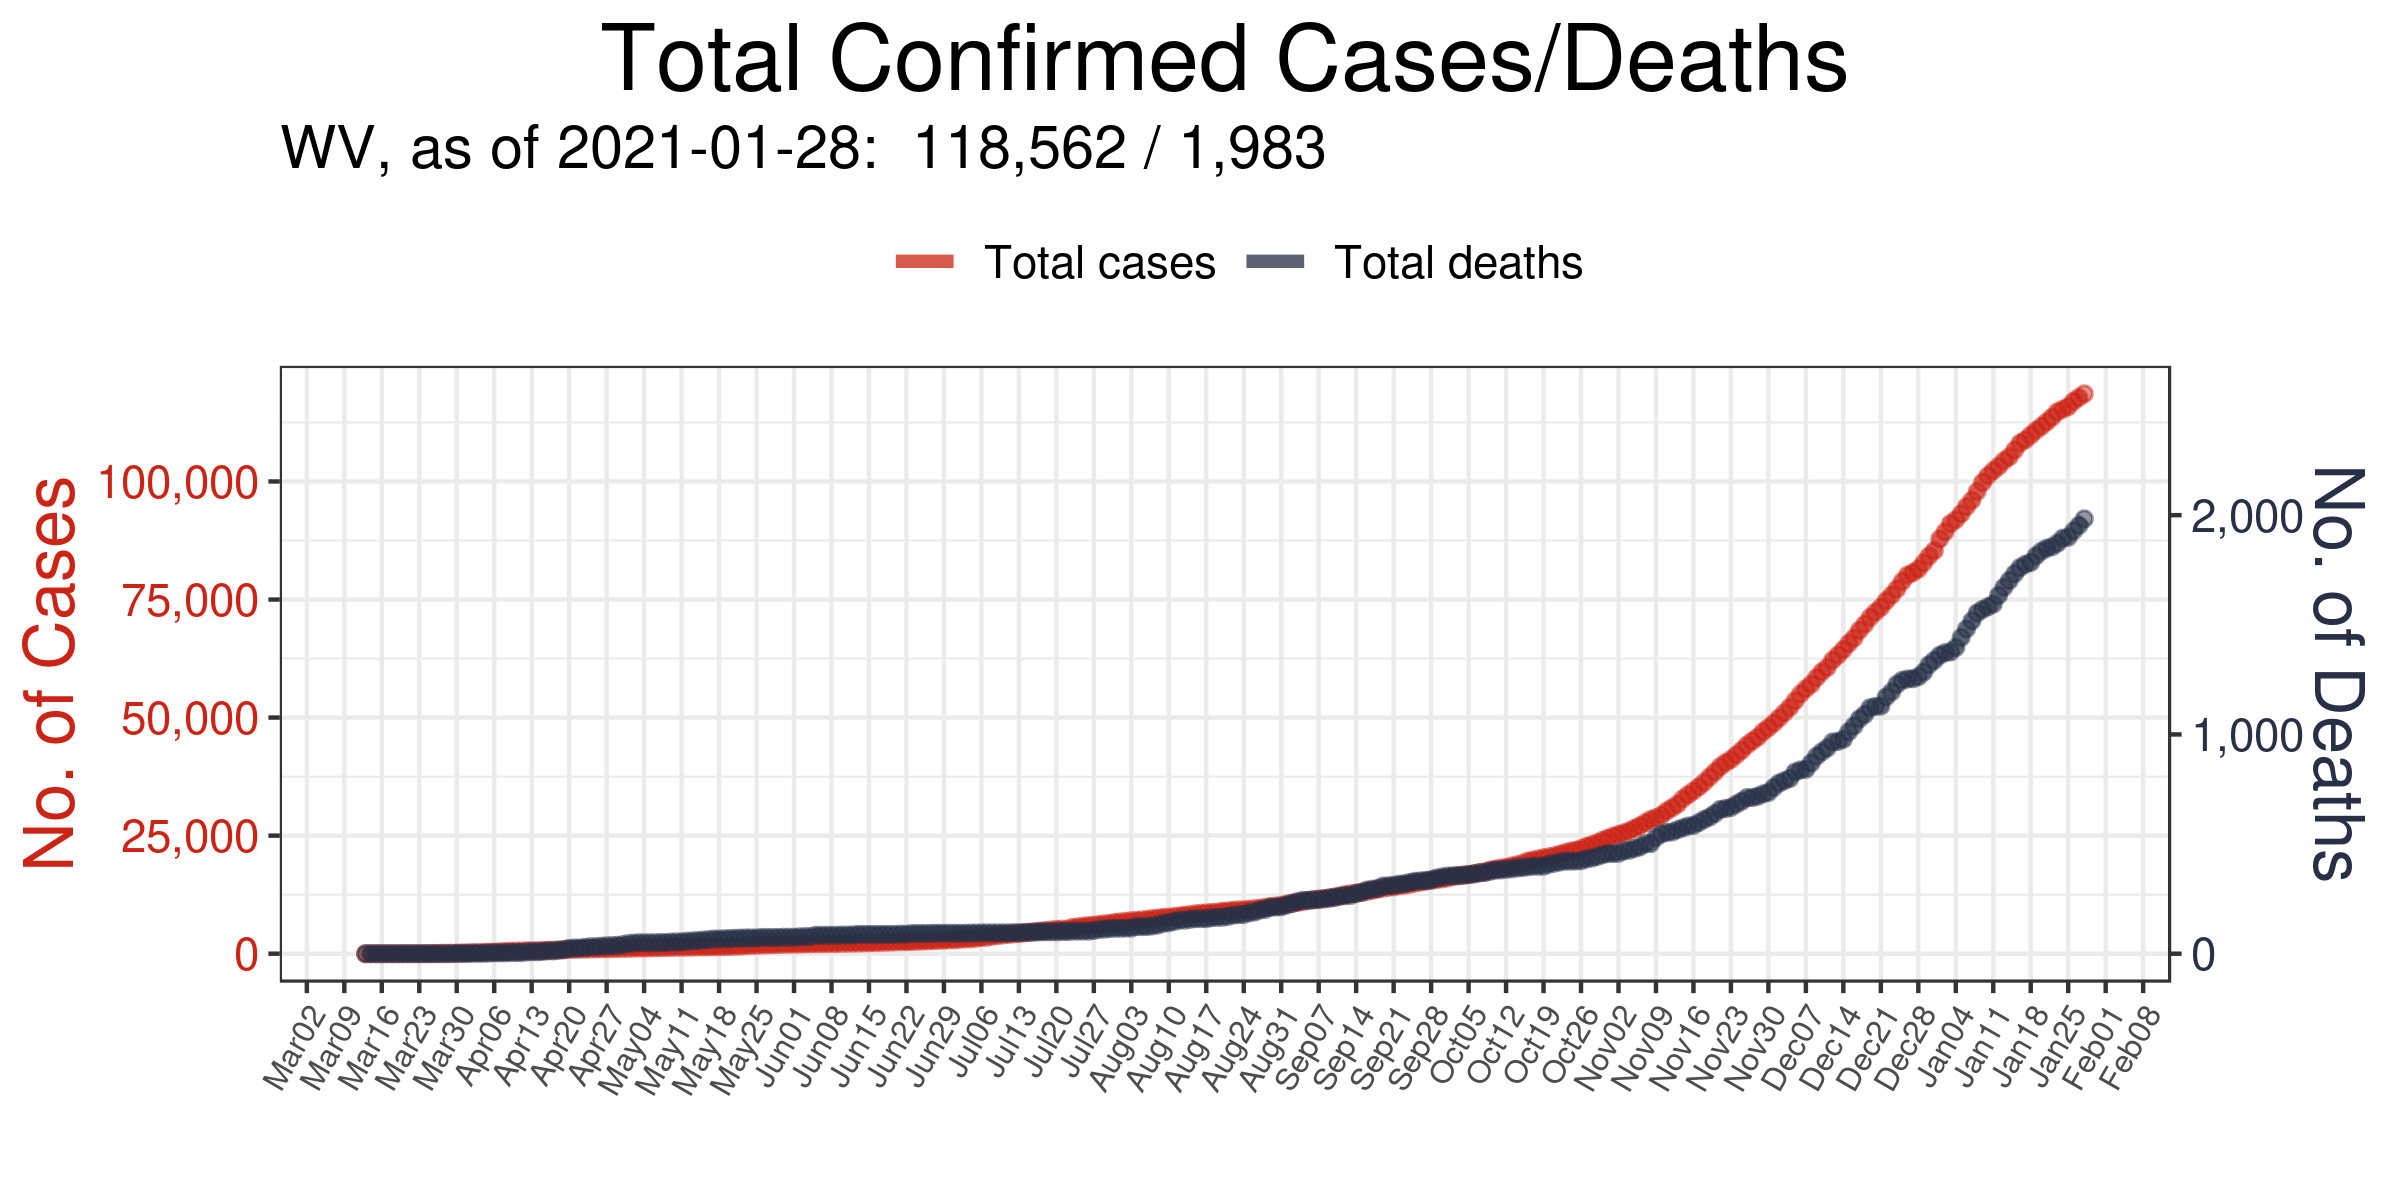 Total Confirmed Cases/Deaths
WV, as of 2021-01-28:  118,562 / 1,983
Total cases
Total deaths
No. of Cases
100,000
75,000
50,000
25,000
0
2,000
1,000
0
No. of Deaths
Mar02
Mar09
Mar16
Mar23
Mar30
Apr06
Apr13
Apr20
Apr27
May04
May11
May18
May25
Jun01
Jun08
Jun15
Jun22
Jun29
Jul06
Jul13
Jul20
Jul27
Aug03
Aug10
Aug17
Aug24
Aug31
Sep07
Sep14
Sep21
Sep28
Oct05
Oct12
Oct19
Oct26
Nov02
Nov09
Nov16
Nov23
Nov30
Dec07
Dec14
Dec21
Dec28
Jan04
Jan11
Jan18
Jan25
Feb01
Feb08